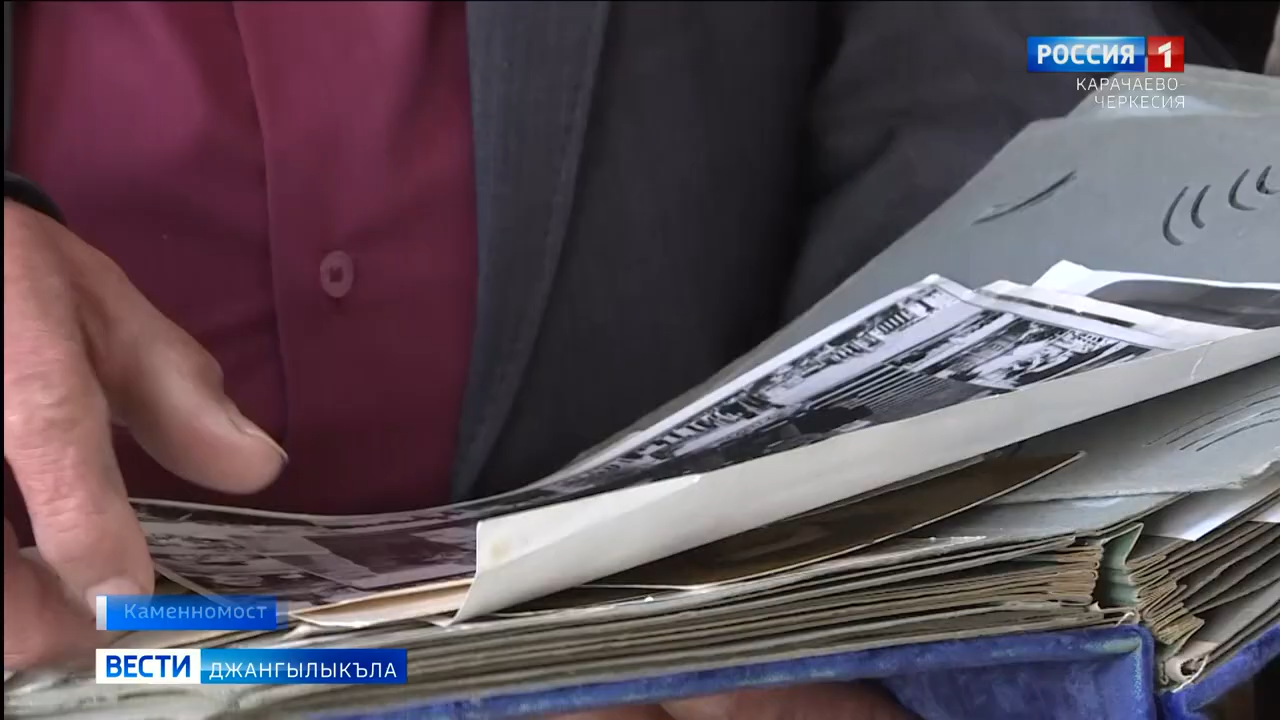 РОССИЯ 1
КАРАЧАЕВО-
ЧЕРКЕСИЯ
Каменномост
ВЕСТИ ДЖАНГЫЛЫКЪЛА